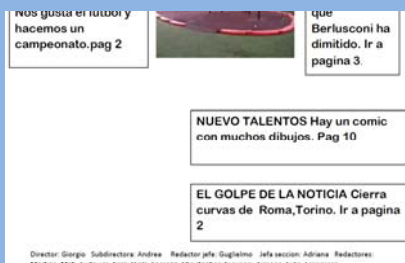 Nos gusta el futbol y
hacemos un
campeonato.pag 2
que
Berlusconi ha
dimitido. Ir a
pagina 3.
NUEVO TALENTOS Hay un comic
con muchos dibujos. Pag 10
EL GOLPE DE LA NOTICIA Cierra
curvas de Roma,Torino. Ir a pagina
2
Director: Giorgio Subdirectora: Andrea Redactor jefe: Guglielmo Jefa seccion: Adriana Redactores: